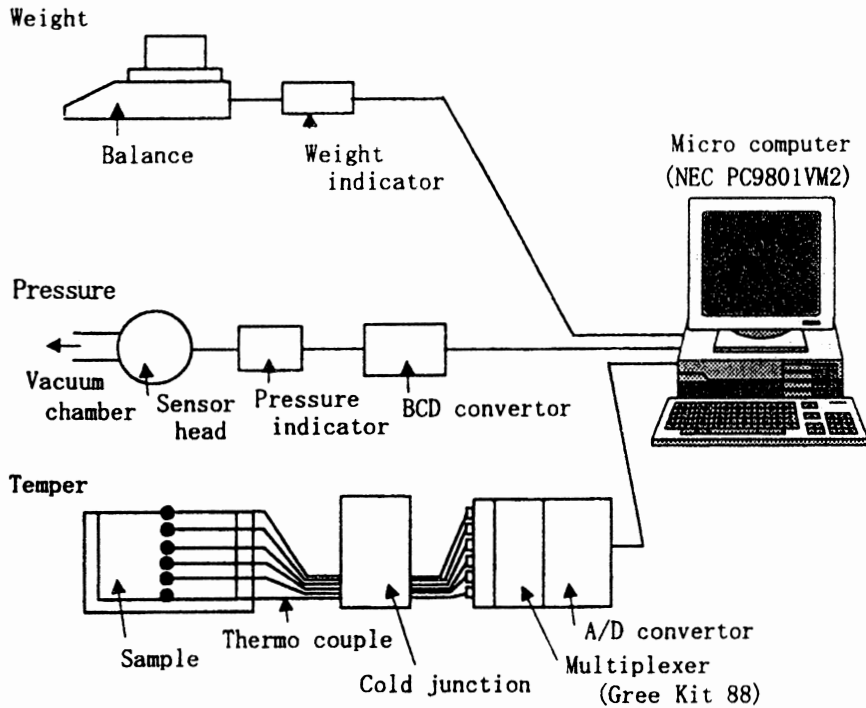 Weight
Balance
Weight
indicator
Micro computer
(NEC PC9801VM2)
Pressure
Vacuum
chamber
Sensor
head
Pressure
indicator
BCD convertor
Temper
Sample
Thermo couple
Cold junction
A/D convertor
Multiplexer
(Gree Kit 88)